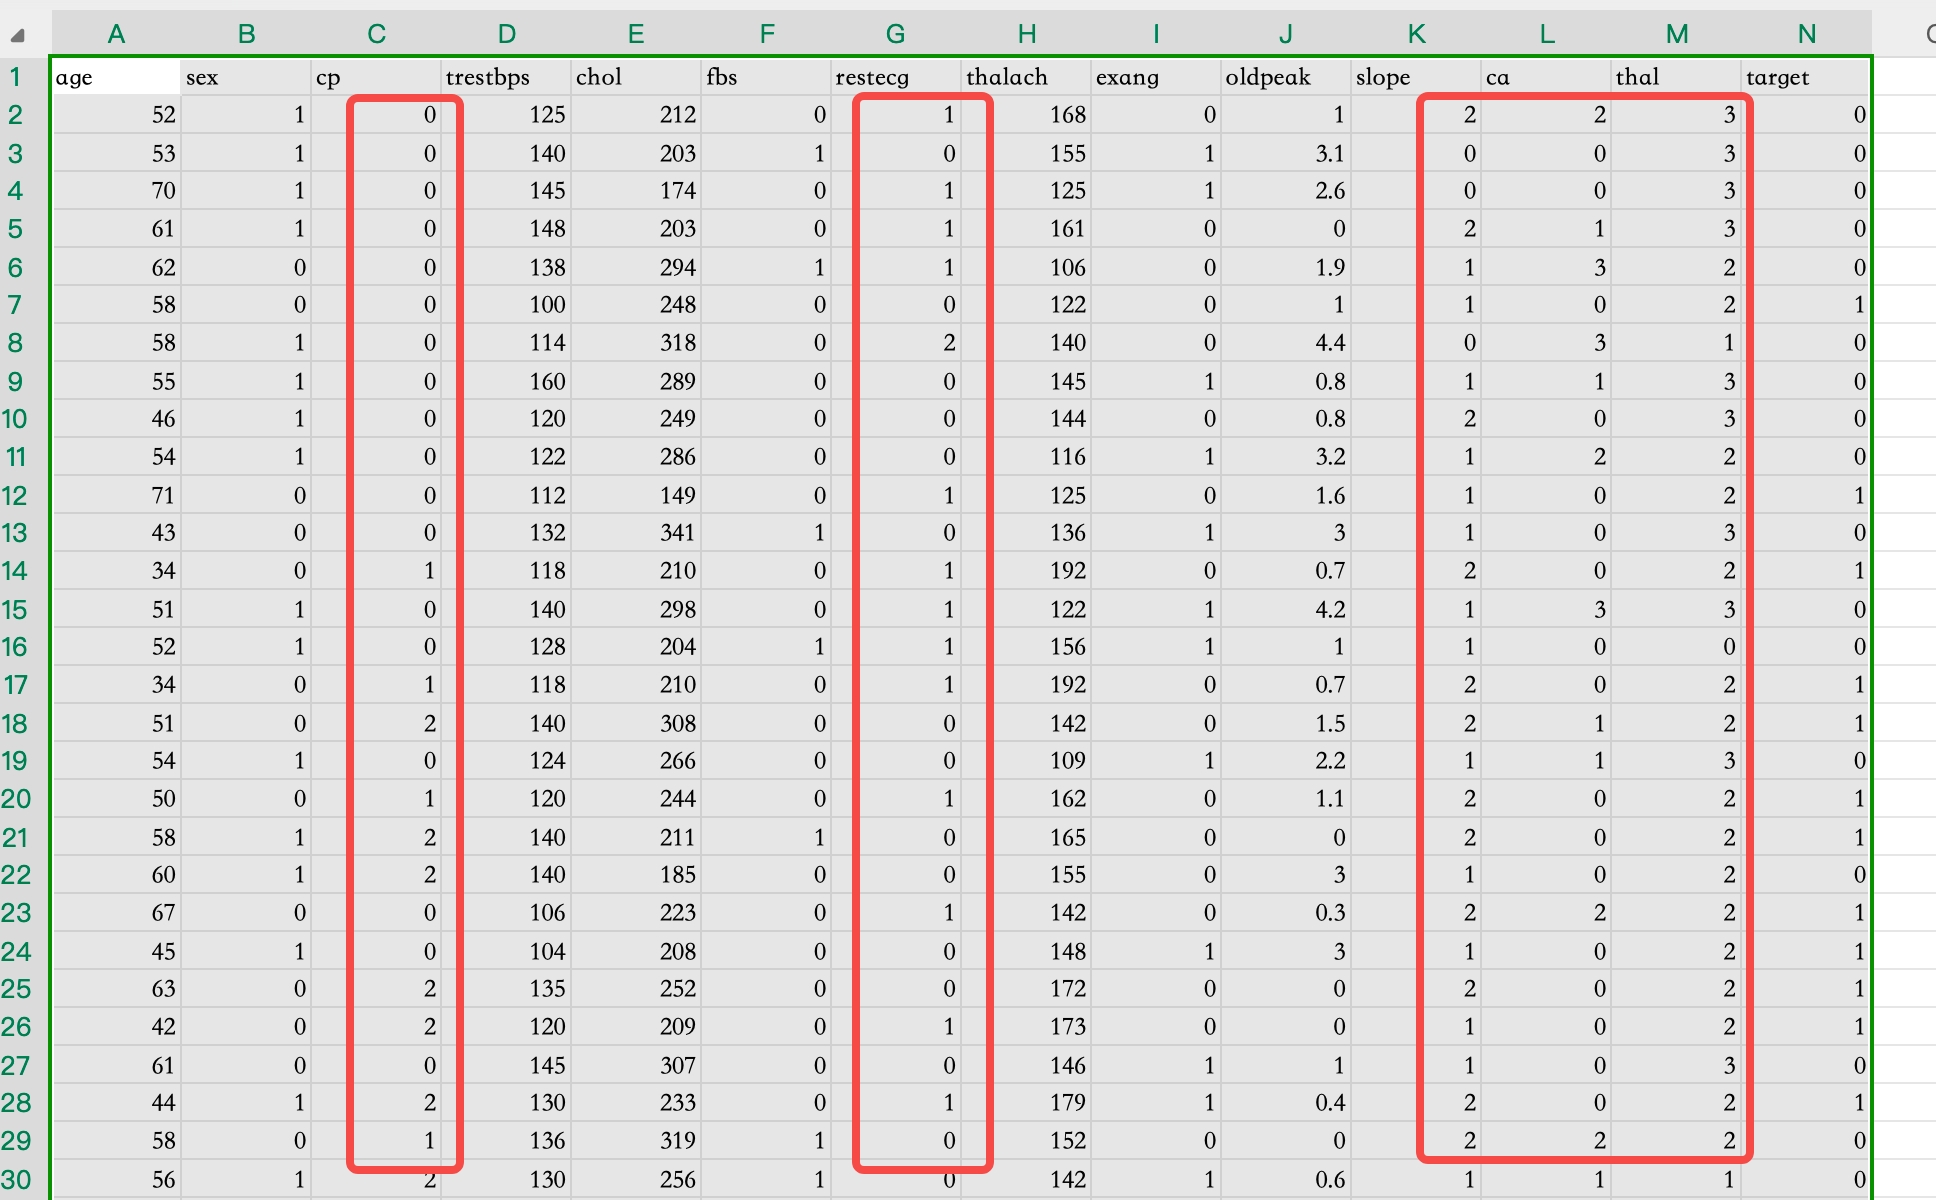 A B C D E F G H I J K L M N
1 age sex cp trestbps chol fbs restecg thalach exang oldpeak slope ca thal target
2 52 1 0 125 212 0 1 168 0 1 2 2 3 0
3 53 1 0 140 203 1 0 155 1 3.1 0 0 3 0
4 70 1 0 145 174 0 1 125 1 2.6 0 0 3 0
5 61 1 0 148 203 0 1 161 0 0 2 1 3 0
6 62 0 0 138 294 1 1 106 0 1.9 1 3 2 0
7 58 0 0 100 248 0 0 122 0 1 1 0 2 1
8 58 1 0 114 318 0 2 140 0 4.4 0 3 1 0
9 55 1 0 160 289 0 0 145 1 0.8 1 1 3 0
10 46 1 0 120 249 0 0 144 0 0.8 2 0 3 0
11 54 1 0 122 286 0 0 116 1 3.2 1 2 2 0
12 71 0 0 112 149 0 1 125 0 1.6 1 0 2 1
13 43 0 0 132 341 1 0 136 1 3 1 0 3 0
14 34 0 1 118 210 0 1 192 0 0.7 2 0 2 1
15 51 1 0 140 298 0 1 122 1 4.2 1 3 3 0
16 52 1 0 128 204 1 1 156 1 1 1 0 0 0
17 34 0 1 118 210 0 1 192 0 0.7 2 0 2 1
18 51 0 2 140 308 0 0 142 0 1.5 2 1 2 1
19 54 1 0 124 266 0 0 109 1 2.2 1 1 3 0
20 50 0 1 120 244 0 1 162 0 1.1 2 0 2 1
21 58 1 2 140 211 1 0 165 0 0 2 0 2 1
22 60 1 2 140 185 0 0 155 0 3 1 0 2 0
23 67 0 0 106 223 0 1 142 0 0.3 2 2 2 1
24 45 1 0 104 208 0 0 148 1 3 1 0 2 1
25 63 0 2 135 252 0 0 172 0 0 2 0 2 1
26 42 0 2 120 209 0 1 173 0 0 1 0 2 1
27 61 0 0 145 307 0 0 146 1 1 1 0 3 0
28 44 1 2 130 233 0 1 179 1 0.4 2 0 2 1
29 58 0 1 136 319 1 0 152 0 0 2 2 2 0
30 56 1 2 130 256 1 0 142 1 0.6 1 1 1 0